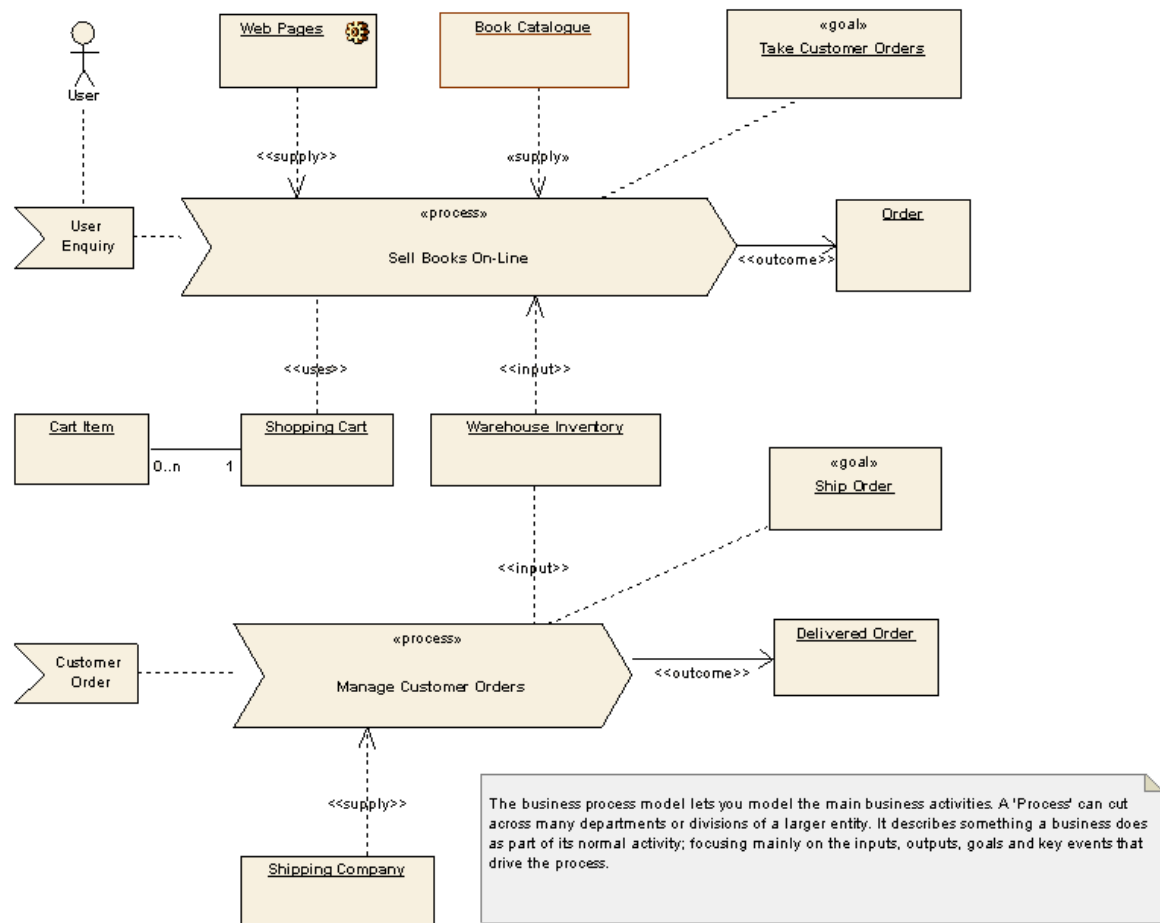 Web Pages
Book Catalogue
«goal»
Take Customer Orders
User
<<supply>>
«supply»
User
Enquiry
«process»
Sell Books On-Line
Order
<<outcome>>
<<uses>>
<<input>>
Cart Item
Shopping Cart
Warehouse Inventory
0..n
1
«goal»
Ship Order
<<input>>
Customer
Order
«process»
Manage Customer Orders
Delivered Order
<<outcome>>
<<supply>>
Shipping Company
The business process model lets you model the main business activities. A 'Process' can cut
across many departments or divisions of a larger entity. It describes something a business does
as part of its normal activity; focusing mainly on the inputs, outputs, goals and key events that
drive the process.